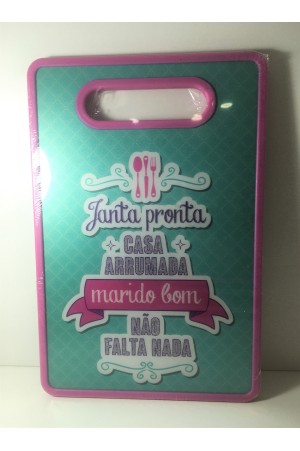 Janta pronta
CASA
ARRUMADA
marido bom
NÃO
FALTA NADA